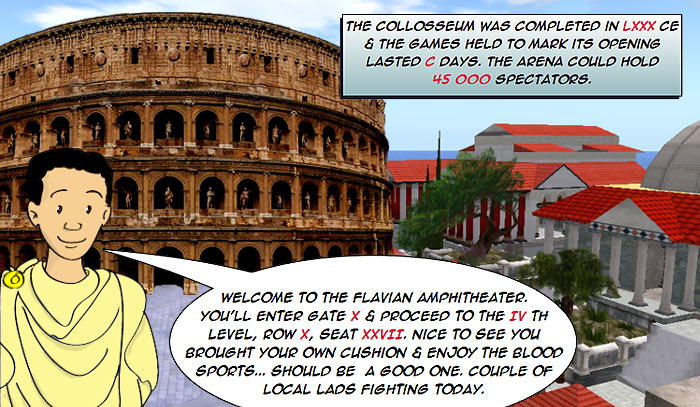 THE COLLOSSEUM WAS COMPLETED IN LXXX CE
& THE GAMES HELD TO MARK ITS OPENING
LASTED C DAYS. THE ARENA COULD HOLD
45 000 SPECTATORS.
WELCOME TO THE FLAVIAN AMPHITHEATER.
YOU'LL ENTER GATE X & PROCEED TO THE IV TH
LEVEL, ROW X, SEAT XXVII. NICE TO SEE YOU
BROUGHT YOUR OWN CUSHION & ENJOY THE BLOOD
SPORTS... SHOULD BE A GOOD ONE. COUPLE OF
LOCAL LADS FIGHTING TODAY.